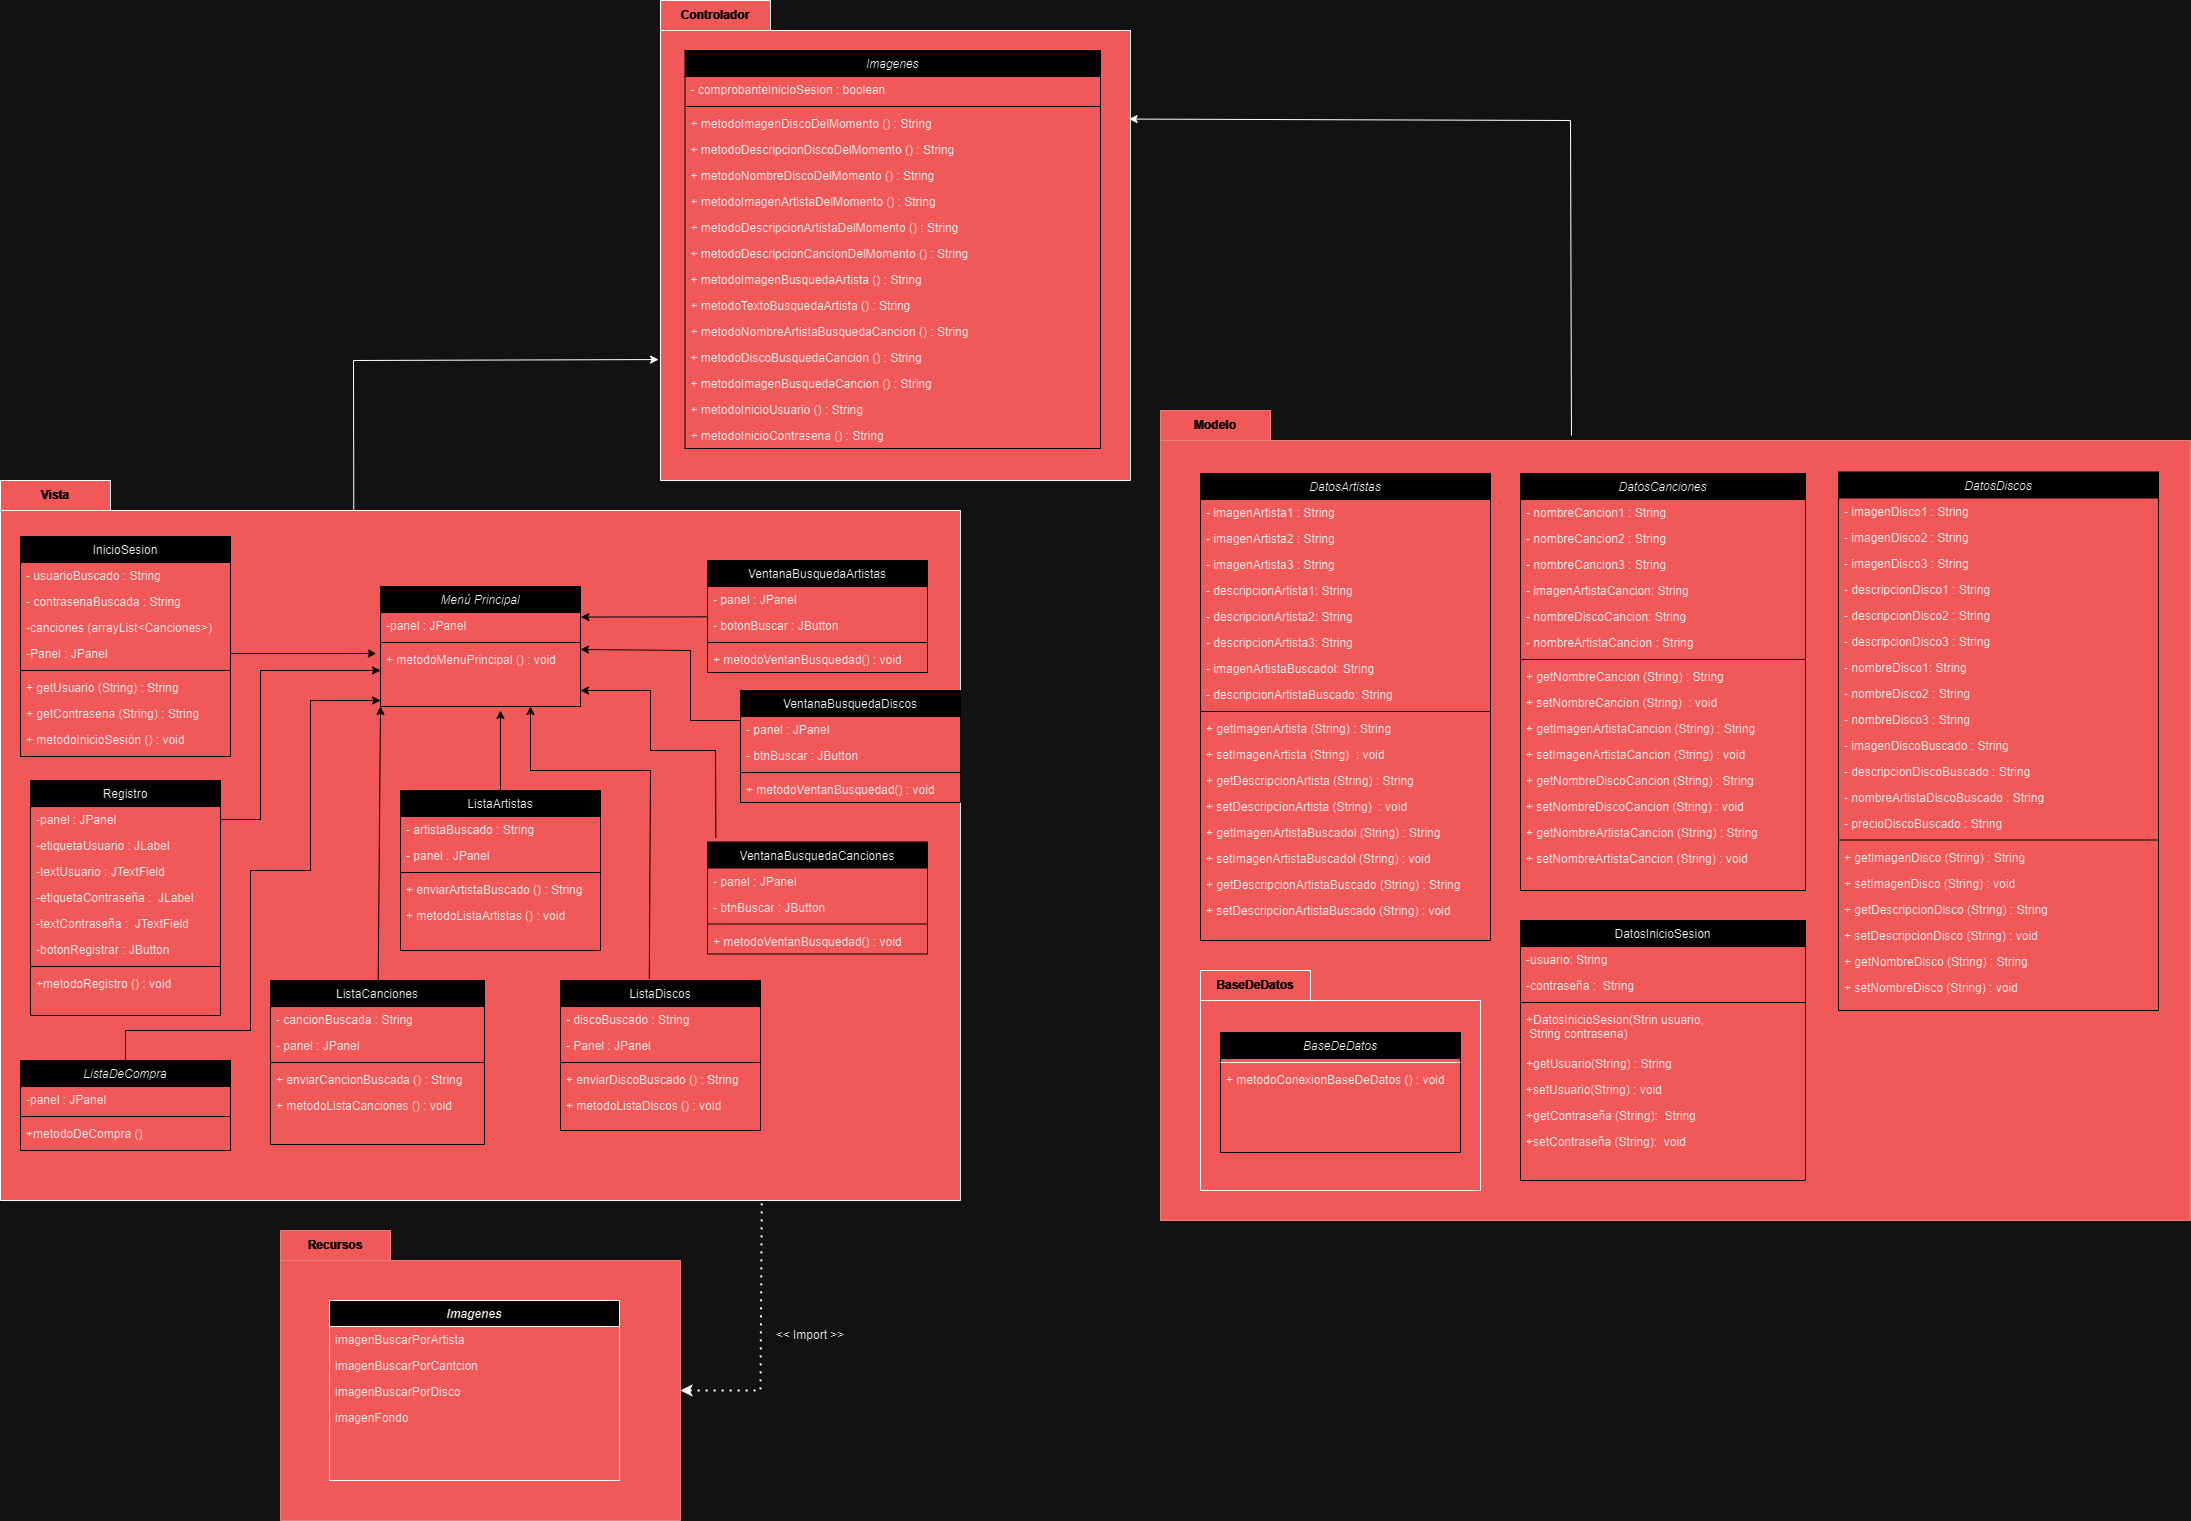 Controlador
Imagenes
- comprobanteInicioSesion : boolean
+ metodoImagenDiscoDelMomento () : String
+ metodoDescripcionDiscoDelMomento () : String
+ metodoNombreDiscoDelMomento () : String
+ metodoImagenArtistaDelMomento () : String
+ metodoDescripcionArtistaDelMomento () : String
+ metodoDescripcionCancionDelMomento () : String
+ metodoImagenBusquedaArtista () : String
+ metodoTextoBusquedaArtista () : String
+ metodoNombreArtistaBusquedaCancion () : String
+ metodoDiscoBusquedaCancion () : String
+ metodoImagenBusquedaCancion () : String
+ metodoInicioUsuario () : String
+ metodoInicioContrasena () : String
Vista
InicioSesion
- usuarioBuscado : String
- contrasenaBuscada : String
-canciones (arrayList<Canciones>)
-Panel : JPanel
+ getUsuario (String) : String
+ getContrasena (String) : String
+ metodoInicioSesión () : void
Menú Principal
-panel : JPanel
+ metodoMenuPrincipal () : void
VentanaBusquedaArtistas
- panel : JPanel
- botonBuscar : JButton
+ metodoVentanBusquedad() : void
VentanaBusquedaDiscos
- panel : JPanel
- btnBuscar : JButton
+ metodoVentanBusquedad() : void
Registro
-panel : JPanel
-etiquetaUsuario : JLabel
-textUsuario : JTextField
-etiquetaContraseña :  JLabel
-textContraseña :  JTextField
-botonRegistrar : JButton
+metodoRegistro () : void
ListaArtistas
- artistaBuscado : String
- panel : JPanel
+ enviarArtistaBuscado () : String
+ metodoListaArtistas () : void
VentanaBusquedaCanciones
- panel : JPanel
- btnBuscar : JButton
+ metodoVentanBusquedad() : void
ListaCanciones
- cancionBuscada : String
- panel : JPanel
+ enviarCancionBuscada () : String
+ metodoListaCanciones () : void
ListaDiscos
- discoBuscado : String
- Panel : JPanel
+ enviarDiscoBuscado () : String
+ metodoListaDiscos () : void
ListaDeCompra
-panel : JPanel
+metodoDeCompra ()
Modelo
DatosArtistas
- imagenArtista1 : String
- imagenArtista2 : String
- imagenArtista3 : String
- descripcionArtista1: String
- descripcionArtista2: String
- descripcionArtista3: String
- imagenArtistaBuscadol: String
- descripcionArtistaBuscado: String
+ getImagenArtista (String) : String
+ setImagenArtista (String)  : void
+ getDescripcionArtista (String) : String
+ setDescripcionArtista (String)  : void
+ getImagenArtistaBuscadol (String) : String
+ setImagenArtistaBuscadol (String) : void
+ getDescripcionArtistaBuscado (String) : String
+ setDescripcionArtistaBuscado (String) : void
DatosCanciones
- nombreCancion1 : String
- nombreCancion2 : String
- nombreCancion3 : String
- imagenArtistaCancion: String
- nombreDiscoCancion: String
- nombreArtistaCancion : String
+ getNombreCancion (String) : String
+ setNombreCancion (String)  : void
+ getImagenArtistaCancion (String) : String
+ setImagenArtistaCancion (String) : void
+ getNombreDiscoCancion (String) : String
+ setNombreDiscoCancion (String) : void
+ getNombreArtistaCancion (String) : String
+ setNombreArtistaCancion (String) : void
DatosDiscos
- imagenDisco1 : String
- imagenDisco2 : String
- imagenDisco3 : String
- descripcionDisco1 : String
- descripcionDisco2 : String
- descripcionDisco3 : String
- nombreDisco1: String
- nombreDisco2 : String
- nombreDisco3 : String
- imagenDiscoBuscado : String
- descripcionDiscoBuscado : String
- nombreArtistaDiscoBuscado : String
- precioDiscoBuscado : String
+ getImagenDisco (String) : String
+ setImagenDisco (String) : void
+ getDescripcionDisco (String) : String
+ setDescripcionDisco (String) : void
+ getNombreDisco (String) : String
+ setNombreDisco (String) : void
BaseDeDatos
BaseDeDatos
+ metodoConexionBaseDeDatos () : void
DatosInicioSesion
-usuario: String
-contraseña :  String
+DatosInicioSesion(Strin usuario,
String contrasena)
+getUsuario(String) : String
+setUsuario(String) : void
+getContraseña (String):  String
+setContraseña (String):  void
Recursos
Imagenes
imagenBuscarPorArtista
imagenBuscarPorCantcion
imagenBuscarPorDisco
imagenFondo
<< Import >>